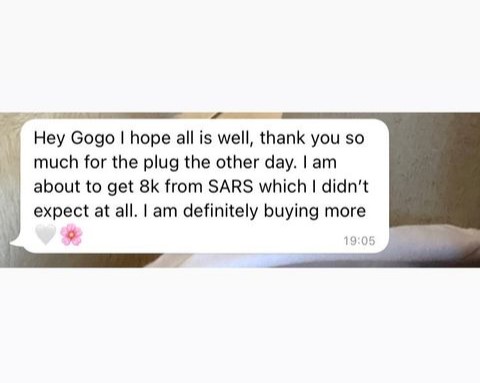 Hey Gogo I hope all is well, thank you so
much for the plug the other day. I am
about to get 8k from SARS which I didn’t
expect at all. I am definitely buying more
🤍🌸
19:05